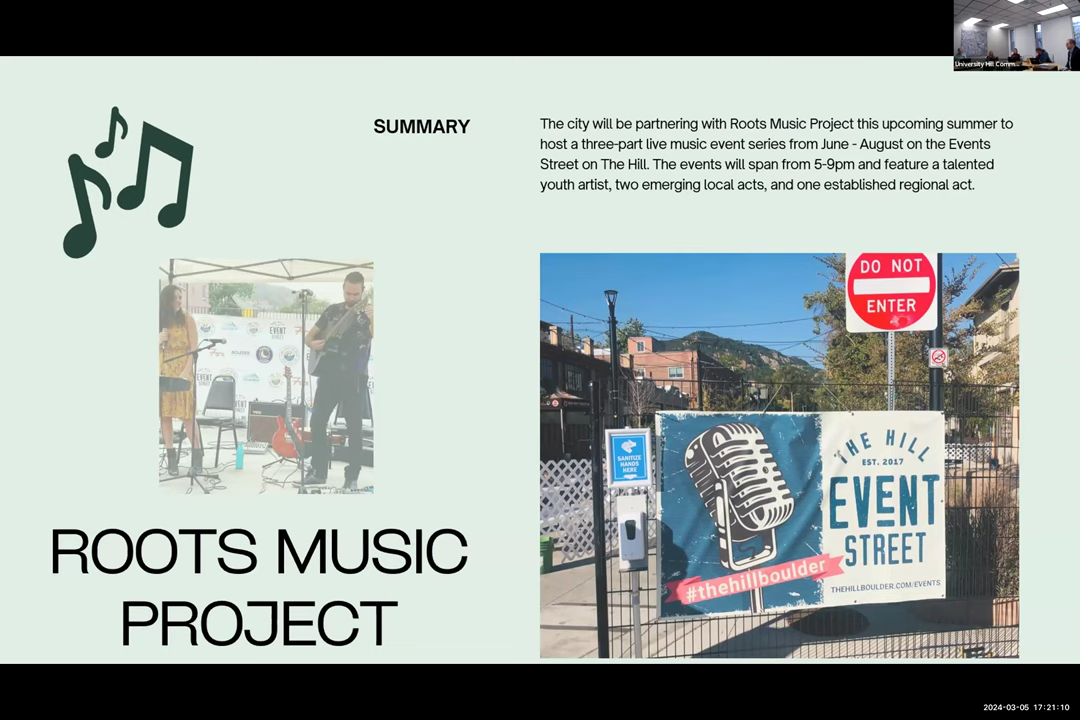 University Hill Comm...
SUMMARY
The city will be partnering with Roots Music Project this upcoming summer to
host a three-part live music event series from June - August on the Events
Street on The Hill. The events will span from 5-9pm and feature a talented
youth artist, two emerging local acts, and one established regional act.
EVENT
STREET
ROOTS MUSIC
PROJECT
DO NOT
ENTER
SANITIZE
HANDS
HERE
THE HILL
EST. 2017
EVENT
STREET
#thehillboulder
THEHILLBOULDER.COM/EVENTS
2024-03-05 17:21:10